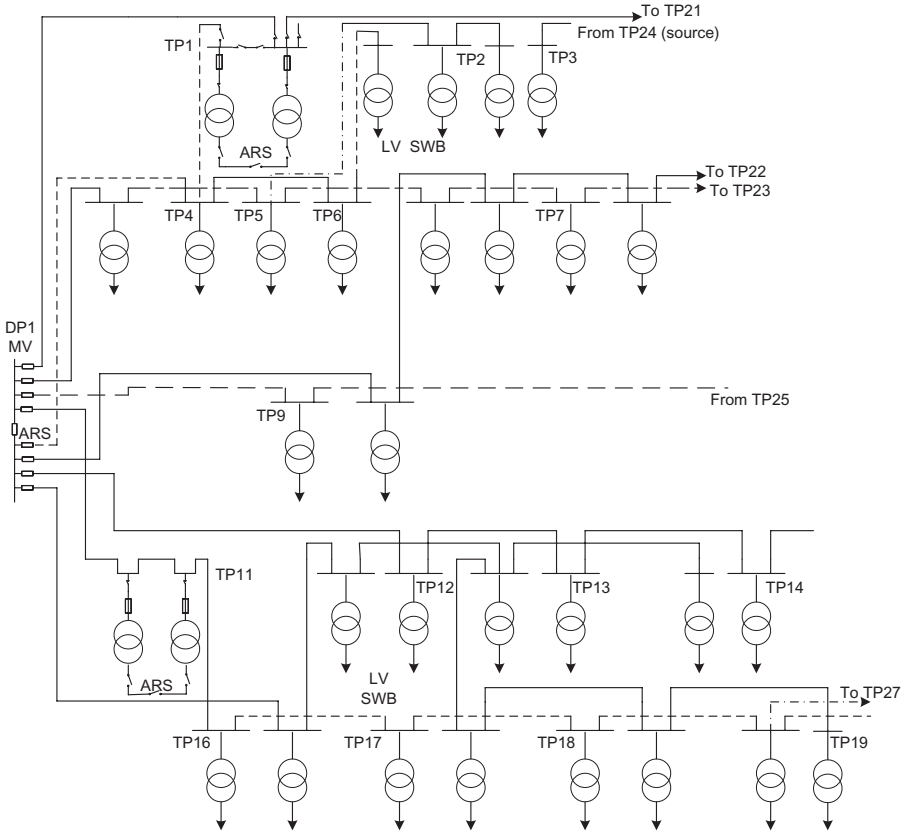 To TP21
From TP24 (source)
TP1
TP2
TP3
ARS
LV SWB
To TP22
To TP23
TP4
TP5
TP6
TP7
DP1
MV
ARS
TP9
From TP25
TP11
TP12
TP13
TP14
ARS
LV
SWB
To TP27
TP16
TP17
TP18
TP19